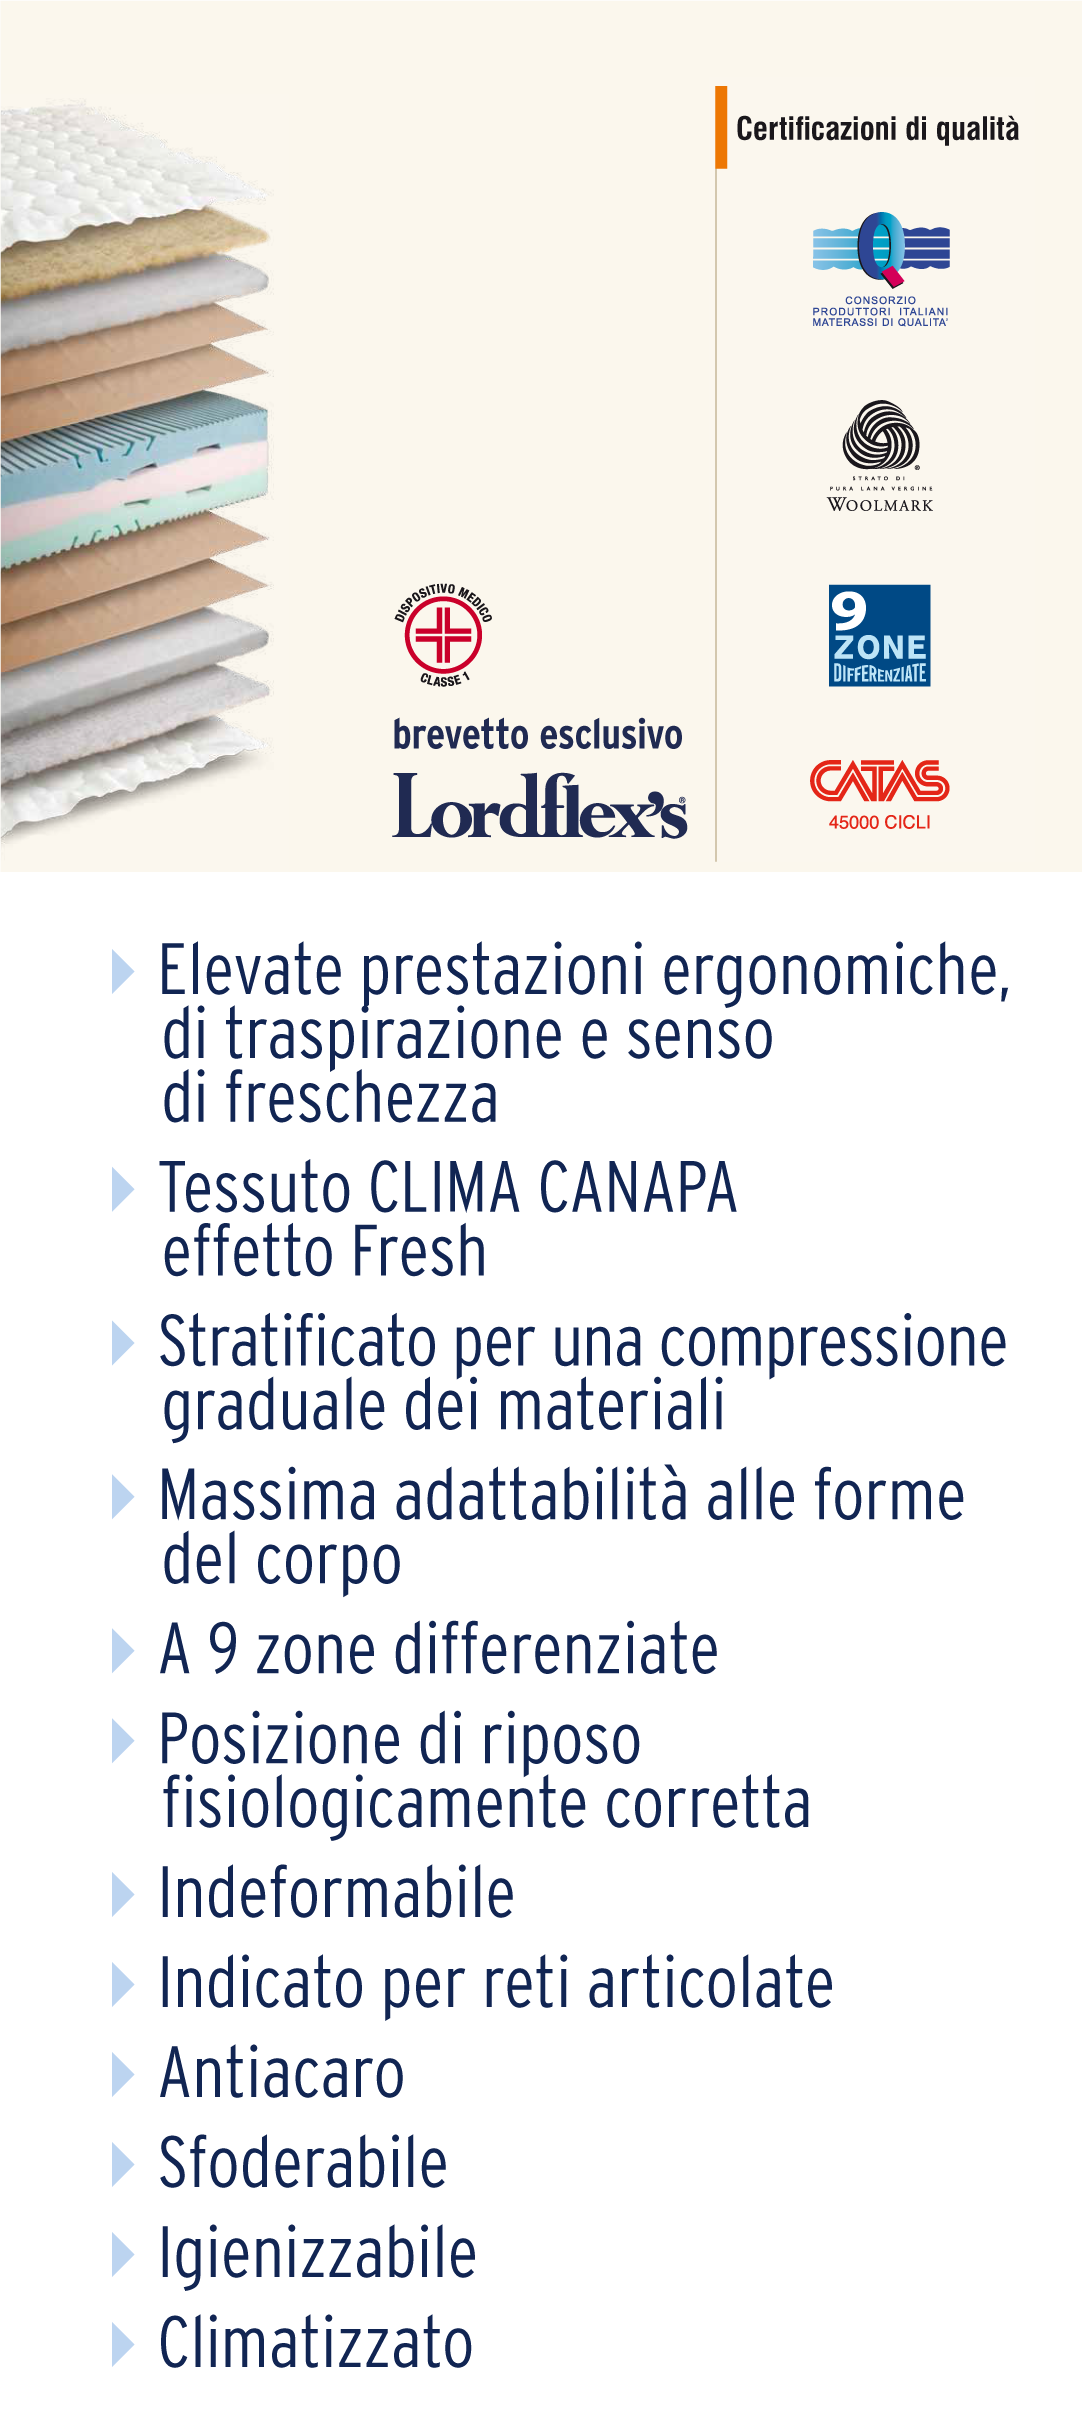 Certificazioni di qualità
Q
CONSORZIO
PRODUTTORI ITALIANI
MATERASSI DI QUALITA'
STRATO DI
PURA LANA VERGINE
WOOLMARK
9
ZONE
DIFFERENZIATE
CATAS
45000 CICLI
DISPOSITIVO MEDICO
CLASSE 1
brevetto esclusivo
Lordflex's®
Elevate prestazioni ergonomiche,
di traspirazione e senso
di freschezza
Tessuto CLIMA CANAPA
effetto Fresh
Stratificato per una compressione
graduale dei materiali
Massima adattabilità alle forme
del corpo
A 9 zone differenziate
Posizione di riposo
fisiologicamente corretta
Indeformabile
Indicato per reti articolate
Antiacaro
Sfoderabile
Igienizzabile
Climatizzato